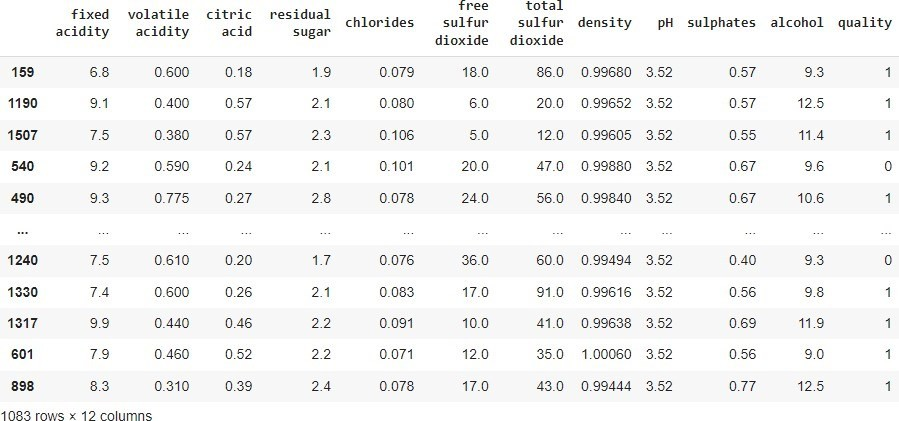 fixed acidity volatile acidity citric acid residual sugar chlorides free sulfur dioxide total sulfur dioxide density pH sulphates alcohol quality
159 6.8 0.600 0.18 1.9 0.079 18.0 86.0 0.99680 3.52 0.57 9.3 1
1190 9.1 0.400 0.57 2.1 0.080 6.0 20.0 0.99652 3.52 0.57 12.5 1
1507 7.5 0.380 0.57 2.3 0.106 5.0 12.0 0.99605 3.52 0.55 11.4 1
540 9.2 0.590 0.24 2.1 0.101 20.0 47.0 0.99880 3.52 0.67 9.6 0
490 9.3 0.775 0.27 2.8 0.078 24.0 56.0 0.99840 3.52 0.67 10.6 1
... ... ... ... ... ... ... ... ... ... ... ... ...
1240 7.5 0.610 0.20 1.7 0.076 36.0 60.0 0.99494 3.52 0.40 9.3 0
1330 7.4 0.600 0.26 2.1 0.083 17.0 91.0 0.99616 3.52 0.56 9.8 1
1317 9.9 0.440 0.46 2.2 0.091 10.0 41.0 0.99638 3.52 0.69 11.9 1
601 7.9 0.460 0.52 2.2 0.071 12.0 35.0 1.00060 3.52 0.56 9.0 1
898 8.3 0.310 0.39 2.4 0.078 17.0 43.0 0.99444 3.52 0.77 12.5 1
1083 rows × 12 columns